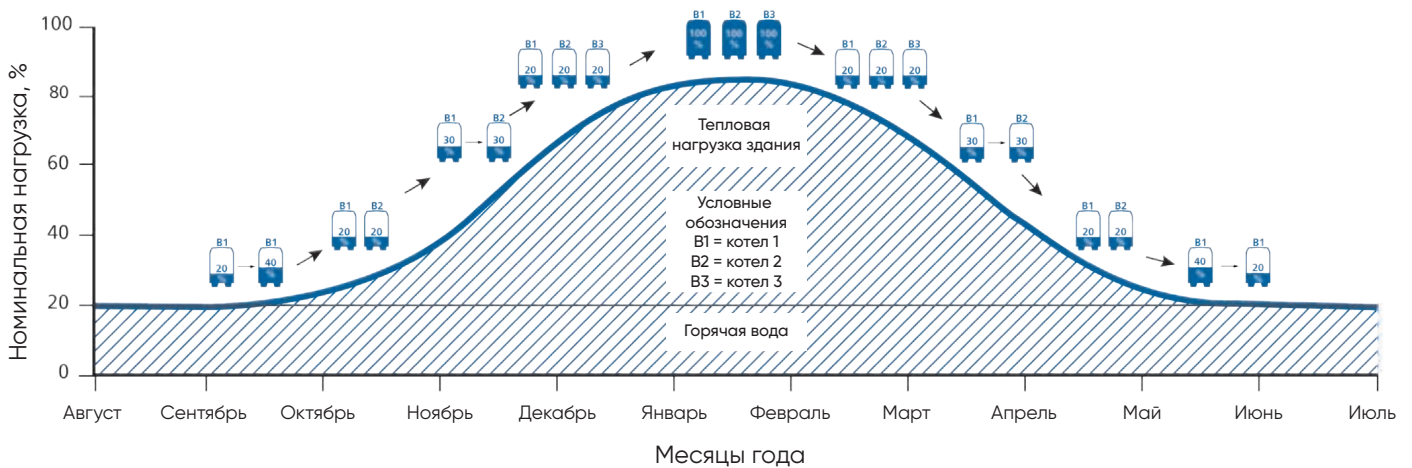 Номинальная нагрузка, %
100
80
60
40
20
0
B1
20
%
B1
40
%
B1 B2
20 20
% %
B1 B2
30 30
% %
B1 B2 B3
20 20 20
% % %
B1 B2 B3
100 100 100
% % %
B1 B2 B3
20 20 20
% % %
B1 B2
30 30
% %
B1 B2
20 20
% %
B1
40
%
B1
20
%
Тепловая
нагрузка здания
Условные
обозначения
B1 = котел 1
B2 = котел 2
B3 = котел 3
Горячая вода
Август Сентябрь Октябрь Ноябрь Декабрь Январь Февраль Март Апрель Май Июнь Июль
Месяцы года